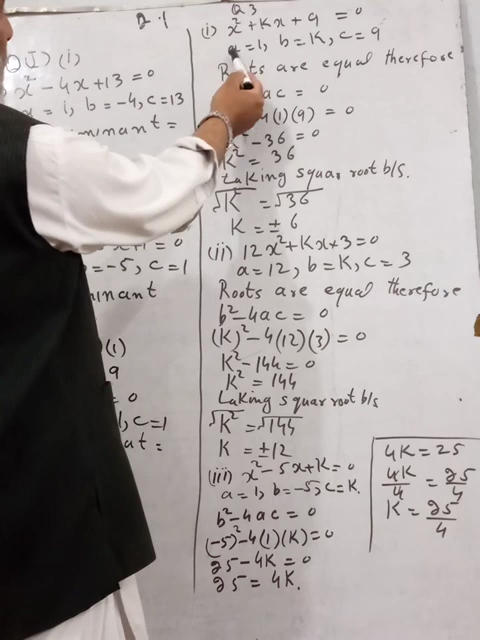 2.1
Q I) (i)
x² - 4x + 13 = 0
= 1, b = -4, c = 13
minant =
= 0
= -5, c = 1
minant
(1)
9
= 0
, c = 1
at =
Q3
(i) x² + Kx + 9 = 0
= 1, b = K, c = 9
Roots are equal therefore
ac = 0
4(1)(9) = 0
- 36 = 0
K² = 36
Taking squar root b/s.
√K² = √36
K = ± 6
(ii) 12x² + Kx + 3 = 0
a = 12, b = K, c = 3
Roots are equal therefore
b² - 4ac = 0
(K)² - 4(12)(3) = 0
K² - 144 = 0
K² = 144
Taking squar root b/s
√K² = √144
K = ±12
(iii) x² - 5x + K = 0
a = 1, b = -5, c = K.
b² - 4ac = 0
(-5)² - 4(1)(K) = 0
25 - 4K = 0
25 = 4K.
4K = 25
4K/4 = 25/4
K = 25/4